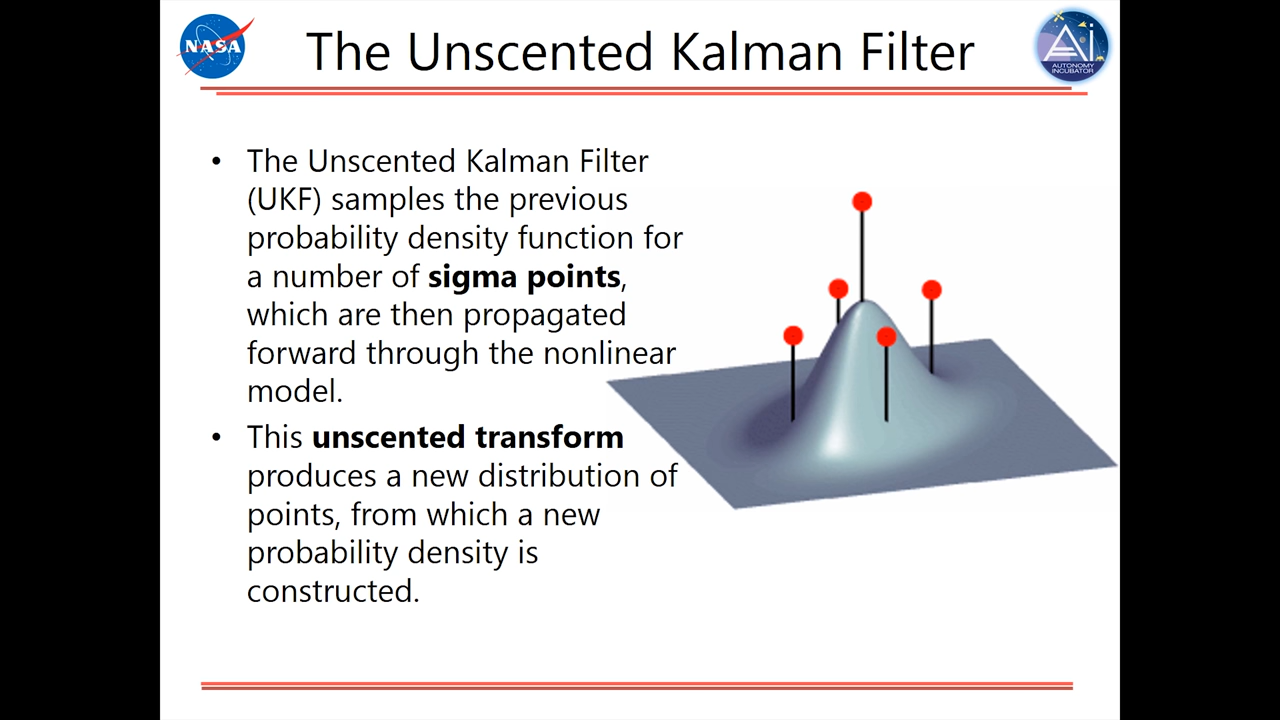 NASA
The Unscented Kalman Filter
AUTONOMY
INCUBATOR
• The Unscented Kalman Filter
(UKF) samples the previous
probability density function for
a number of sigma points,
which are then propagated
forward through the nonlinear
model.
• This unscented transform
produces a new distribution of
points, from which a new
probability density is
constructed.